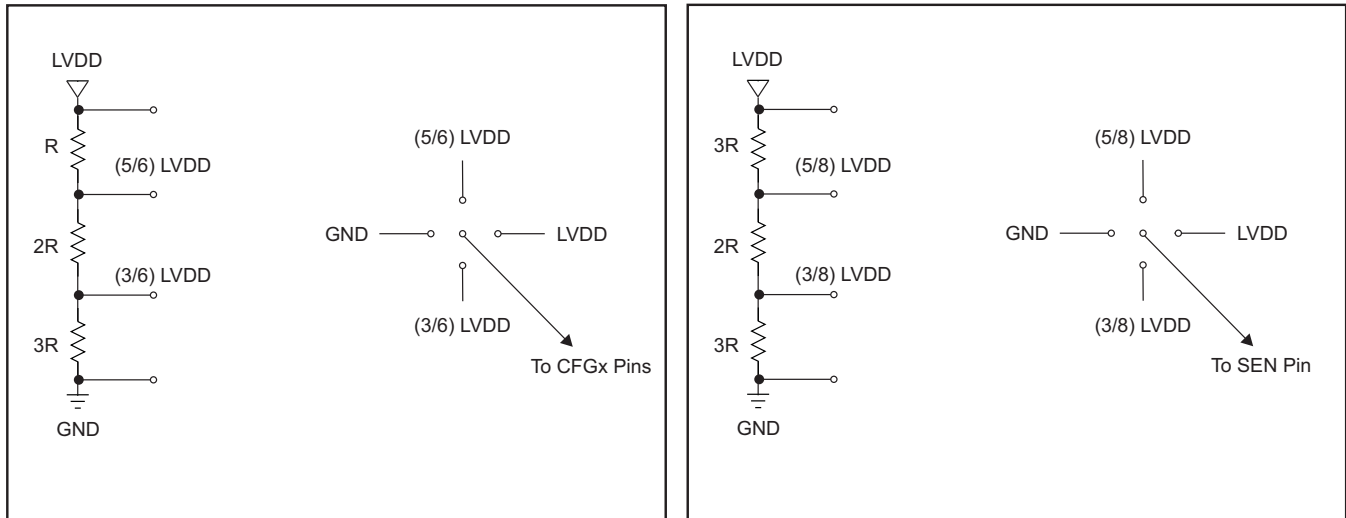 LVDD
R
(5/6) LVDD
2R
(3/6) LVDD
3R
GND
(5/6) LVDD
GND
LVDD
(3/6) LVDD
To CFGx Pins
LVDD
3R
(5/8) LVDD
2R
(3/8) LVDD
3R
GND
(5/8) LVDD
GND
LVDD
(3/8) LVDD
To SEN Pin